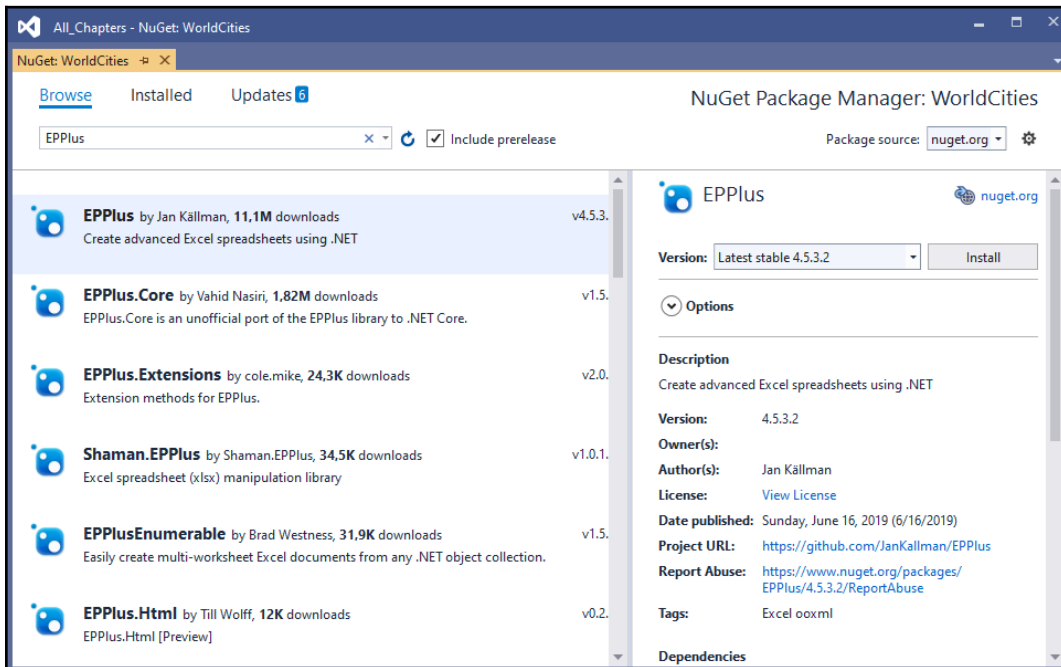 All_Chapters - NuGet: WorldCities
NuGet: WorldCities
Browse Installed Updates 6
NuGet Package Manager: WorldCities
EPPlus
Include prerelease
Package source: nuget.org
EPPlus by Jan Källman, 11,1M downloads v4.5.3.
Create advanced Excel spreadsheets using .NET
EPPlus.Core by Vahid Nasiri, 1,82M downloads v1.5.
EPPlus.Core is an unofficial port of the EPPlus library to .NET Core.
EPPlus.Extensions by cole.mike, 24,3K downloads v2.0.
Extension methods for EPPlus.
Shaman.EPPlus by Shaman.EPPlus, 34,5K downloads v1.0.1.
Excel spreadsheet (xlsx) manipulation library
EPPlusEnumerable by Brad Westness, 31,9K downloads v1.5.
Easily create multi-worksheet Excel documents from any .NET object collection.
EPPlus.Html by Till Wolff, 12K downloads v0.2.
EPPlus.Html [Preview]
EPPlus nuget.org
Version: Latest stable 4.5.3.2 Install
Options
Description
Create advanced Excel spreadsheets using .NET
Version: 4.5.3.2
Owner(s):
Author(s): Jan Källman
License: View License
Date published: Sunday, June 16, 2019 (6/16/2019)
Project URL: https://github.com/JanKallman/EPPlus
Report Abuse: https://www.nuget.org/packages/
EPPlus/4.5.3.2/ReportAbuse
Tags: Excel ooxml
Dependencies